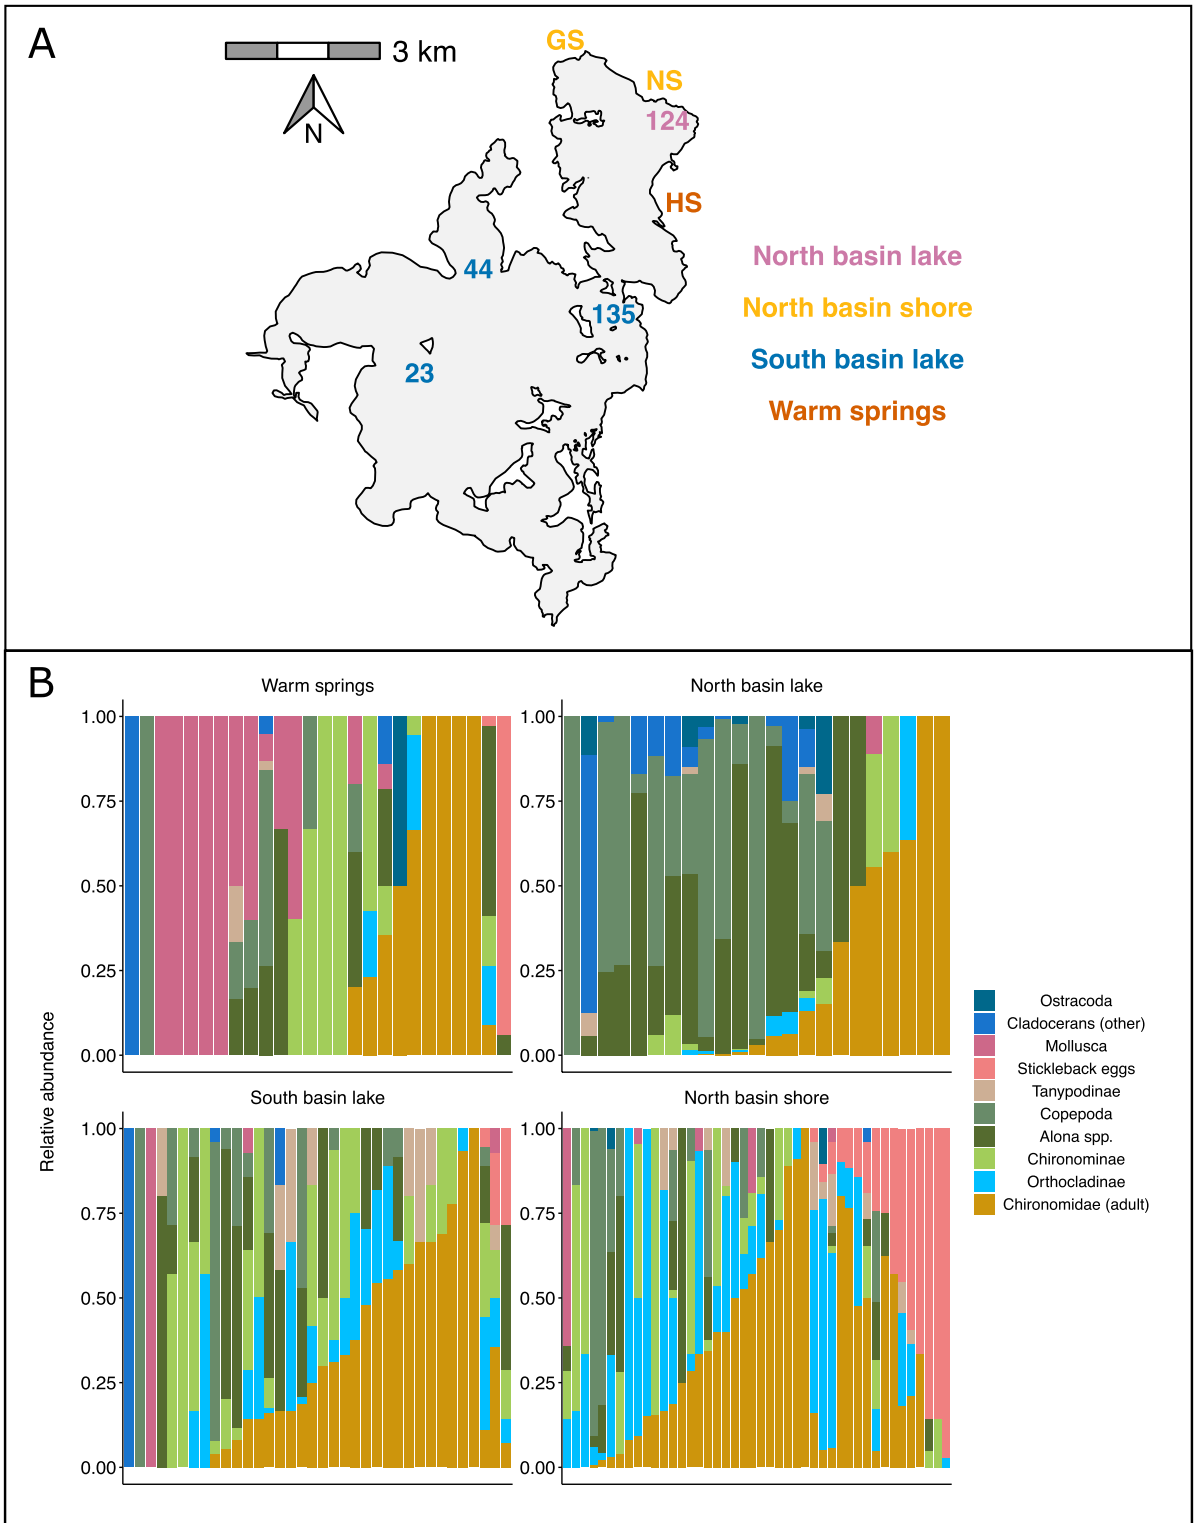 A
3 km
N
GS
NS
124
HS
44
135
23
North basin lake
North basin shore
South basin lake
Warm springs
B
Relative abundance
Warm springs
1.00
0.75
0.50
0.25
0.00
North basin lake
1.00
0.75
0.50
0.25
0.00
South basin lake
1.00
0.75
0.50
0.25
0.00
North basin shore
1.00
0.75
0.50
0.25
0.00
Ostracoda
Cladocerans (other)
Mollusca
Stickleback eggs
Tanypodinae
Copepoda
Alona spp.
Chironominae
Orthocladinae
Chironomidae (adult)